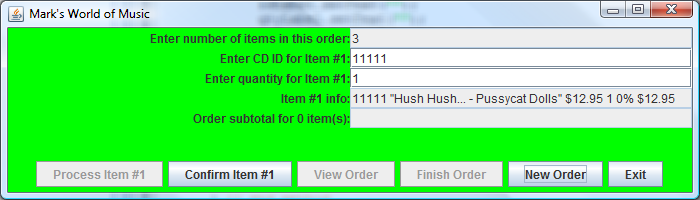 Mark's World of Music
Enter number of items in this order: 3
Enter CD ID for Item #1: 11111
Enter quantity for Item #1: 1
Item #1 info: 11111 "Hush Hush... - Pussycat Dolls" $12.95 1 0% $12.95
Order subtotal for 0 item(s):
Process Item #1 Confirm Item #1 View Order Finish Order New Order Exit